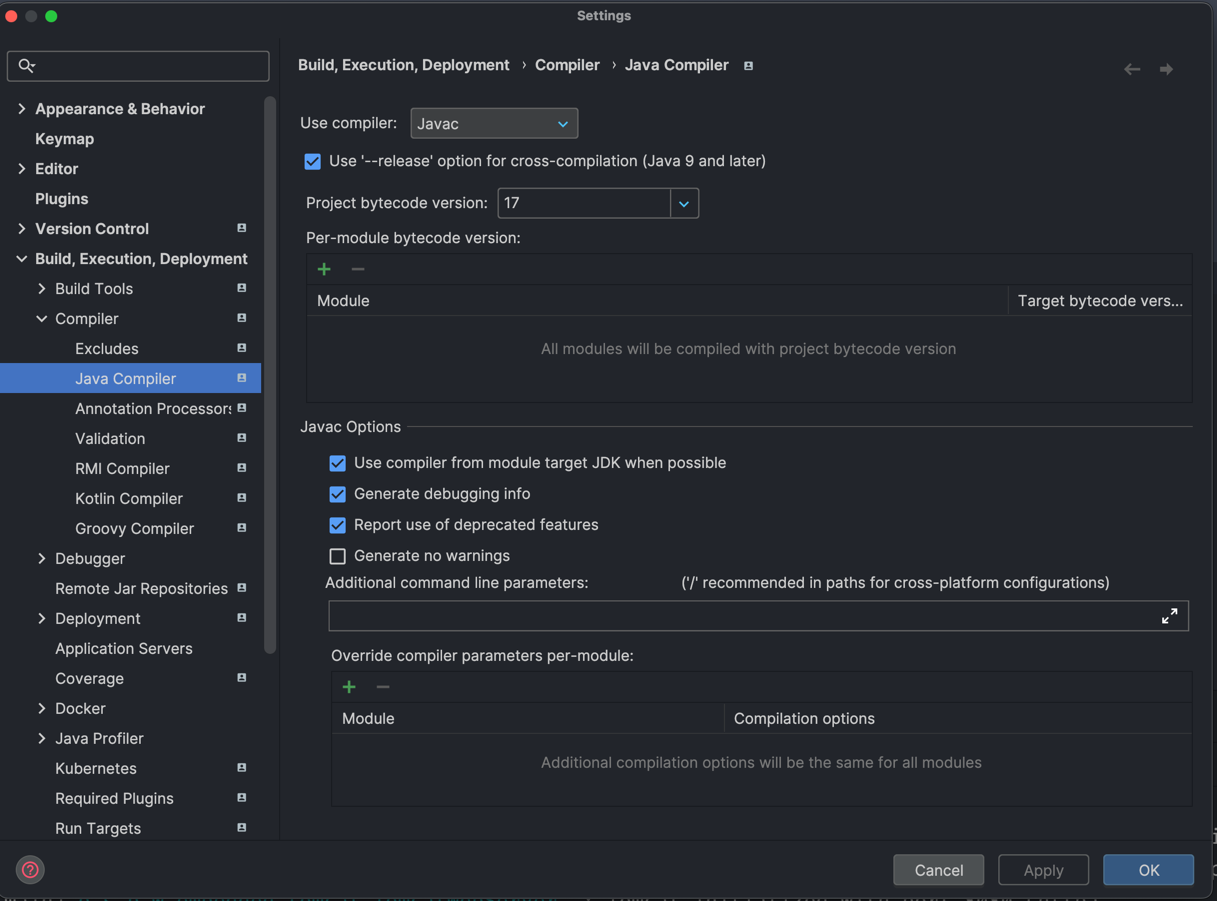 Settings
Build, Execution, Deployment › Compiler › Java Compiler
Appearance & Behavior
Keymap
Editor
Plugins
Version Control
Build, Execution, Deployment
Build Tools
Compiler
Excludes
Java Compiler
Annotation Processors
Validation
RMI Compiler
Kotlin Compiler
Groovy Compiler
Debugger
Remote Jar Repositories
Deployment
Application Servers
Coverage
Docker
Java Profiler
Kubernetes
Required Plugins
Run Targets
Use compiler: Javac
Use '--release' option for cross-compilation (Java 9 and later)
Project bytecode version: 17
Per-module bytecode version:
Module Target bytecode vers...
All modules will be compiled with project bytecode version
Javac Options
Use compiler from module target JDK when possible
Generate debugging info
Report use of deprecated features
Generate no warnings
Additional command line parameters: ('/' recommended in paths for cross-platform configurations)
Override compiler parameters per-module:
Module Compilation options
Additional compilation options will be the same for all modules
? Cancel Apply OK